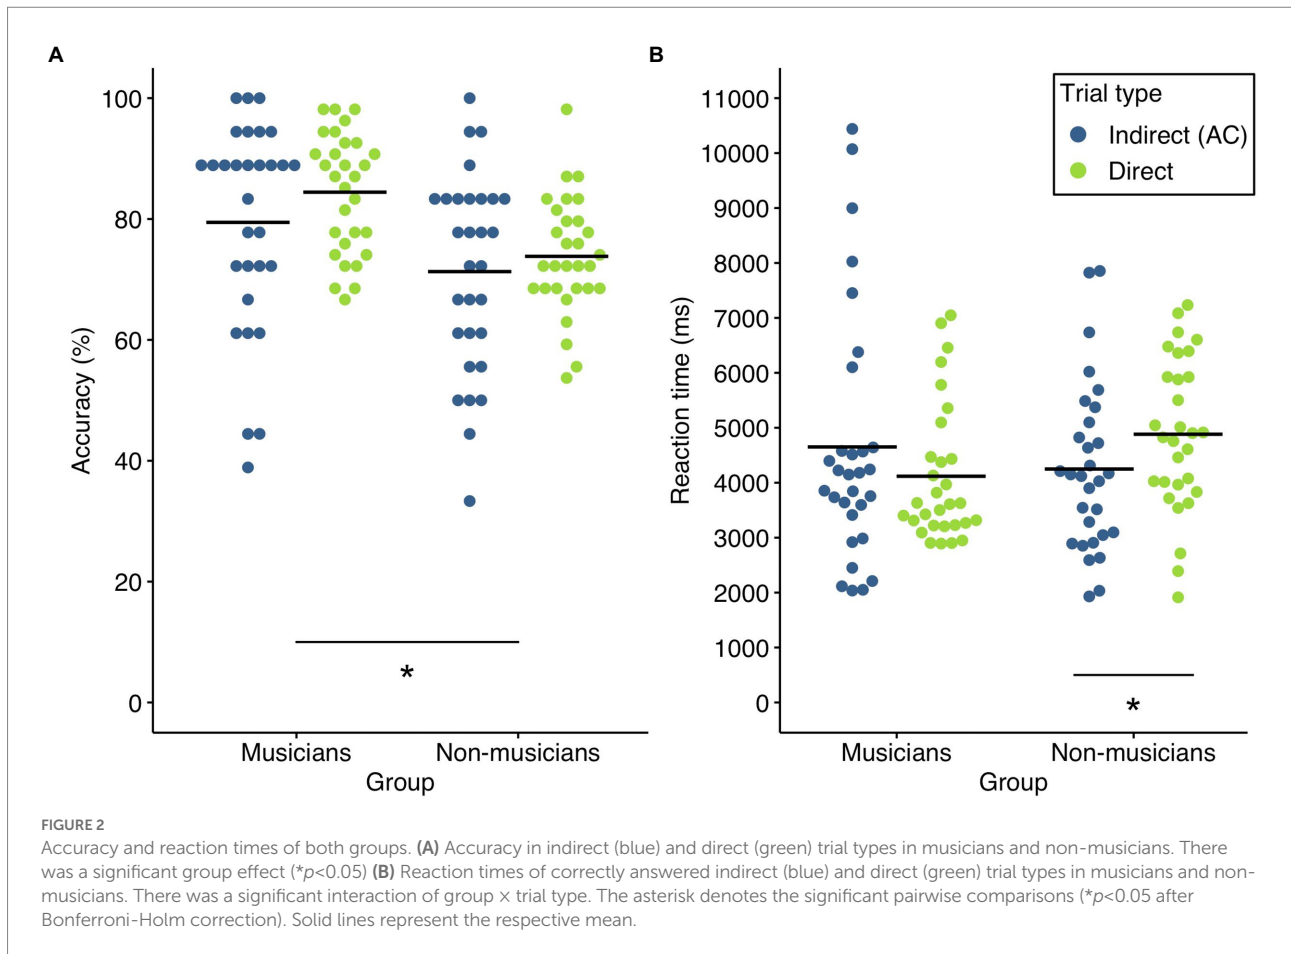 A
100
80
60
40
20
0
Accuracy (%)
*
Musicians
Non-musicians
Group
B
11000
10000
9000
8000
7000
6000
5000
4000
3000
2000
1000
0
Reaction time (ms)
Trial type
Indirect (AC)
Direct
*
Musicians
Non-musicians
Group
FIGURE 2
Accuracy and reaction times of both groups. (A) Accuracy in indirect (blue) and direct (green) trial types in musicians and non-musicians. There
was a significant group effect (*p<0.05) (B) Reaction times of correctly answered indirect (blue) and direct (green) trial types in musicians and non-
musicians. There was a significant interaction of group × trial type. The asterisk denotes the significant pairwise comparisons (*p<0.05 after
Bonferroni-Holm correction). Solid lines represent the respective mean.